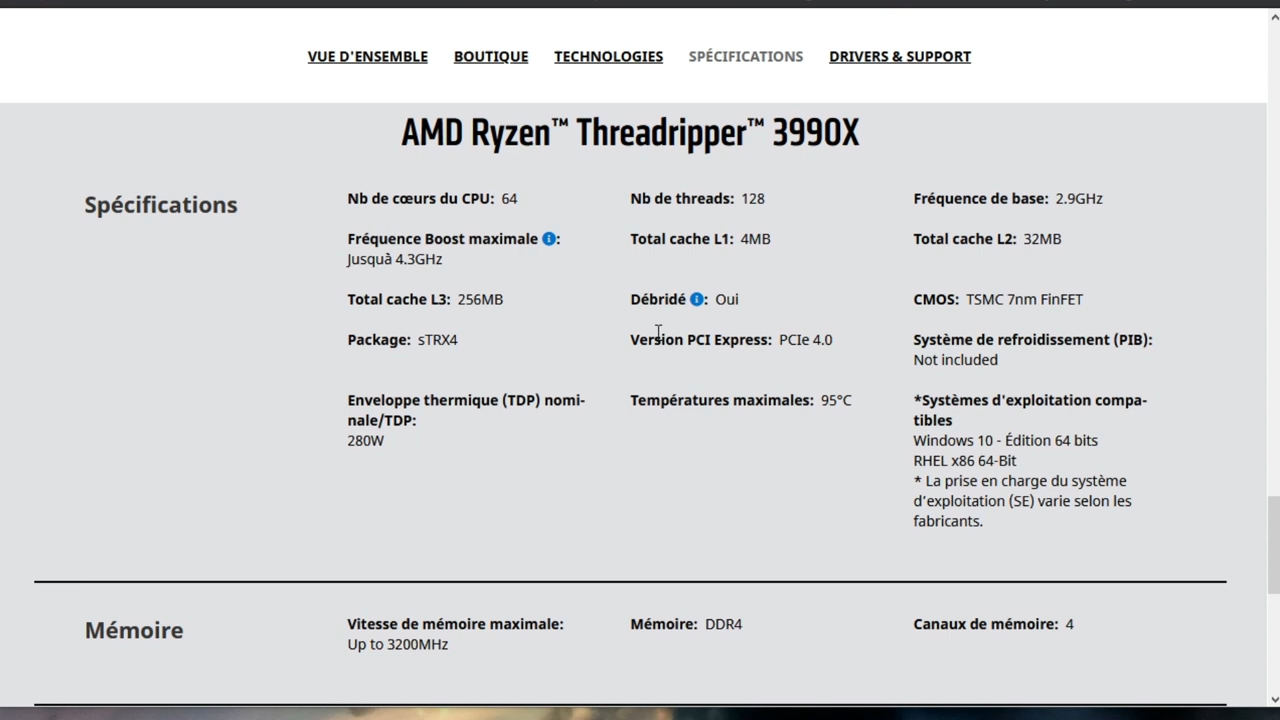 VUE D'ENSEMBLE BOUTIQUE TECHNOLOGIES SPÉCIFICATIONS DRIVERS & SUPPORT
AMD Ryzen™ Threadripper™ 3990X
Spécifications
Nb de cœurs du CPU: 64
Nb de threads: 128
Fréquence de base: 2.9GHz
Fréquence Boost maximale i:
Jusquà 4.3GHz
Total cache L1: 4MB
Total cache L2: 32MB
Total cache L3: 256MB
Débridé i: Oui
CMOS: TSMC 7nm FinFET
Package: sTRX4
Version PCI Express: PCIe 4.0
Système de refroidissement (PIB):
Not included
Enveloppe thermique (TDP) nomi-
nale/TDP:
280W
Températures maximales: 95°C
*Systèmes d'exploitation compa-
tibles
Windows 10 - Édition 64 bits
RHEL x86 64-Bit
* La prise en charge du système
d'exploitation (SE) varie selon les
fabricants.
Mémoire
Vitesse de mémoire maximale:
Up to 3200MHz
Mémoire: DDR4
Canaux de mémoire: 4